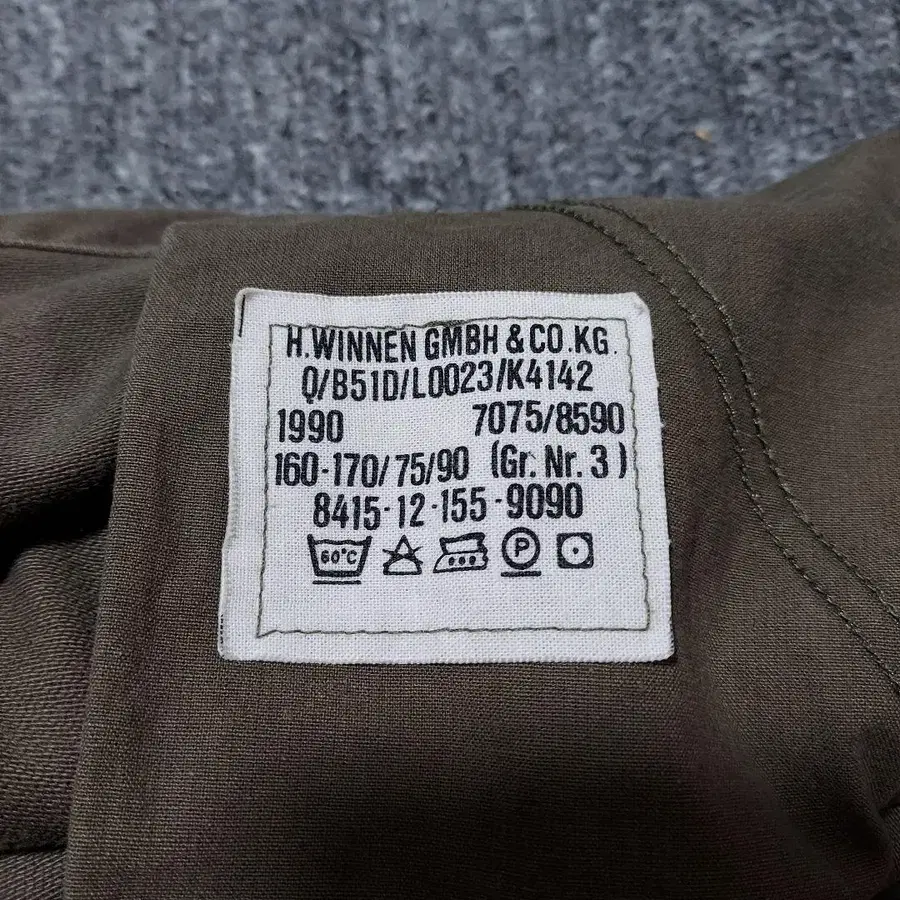 H.WINNEN GMBH & CO.KG.
Q/B51D/L0023/K4142
1990 7075/8590
160-170/75/90 (Gr. Nr. 3)
8415-12-155-9090
60°C P